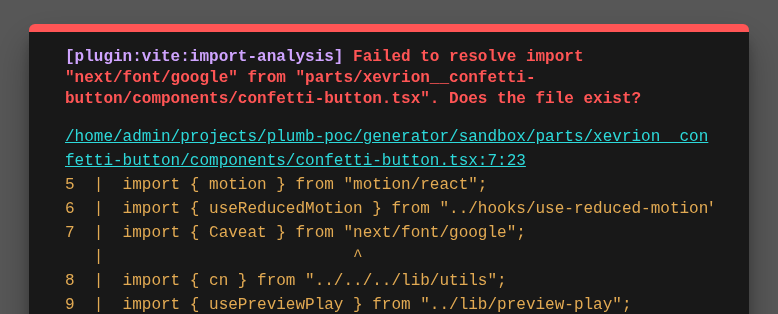 [plugin:vite:import-analysis] Failed to resolve import
"next/font/google" from "parts/xevrion__confetti-
button/components/confetti-button.tsx". Does the file exist?
/home/admin/projects/plumb-poc/generator/sandbox/parts/xevrion__con
fetti-button/components/confetti-button.tsx:7:23
5  |  import { motion } from "motion/react";
6  |  import { useReducedMotion } from "../hooks/use-reduced-motion'
7  |  import { Caveat } from "next/font/google";
   |                          ^
8  |  import { cn } from "../../../lib/utils";
9  |  import { usePreviewPlay } from "../lib/preview-play";